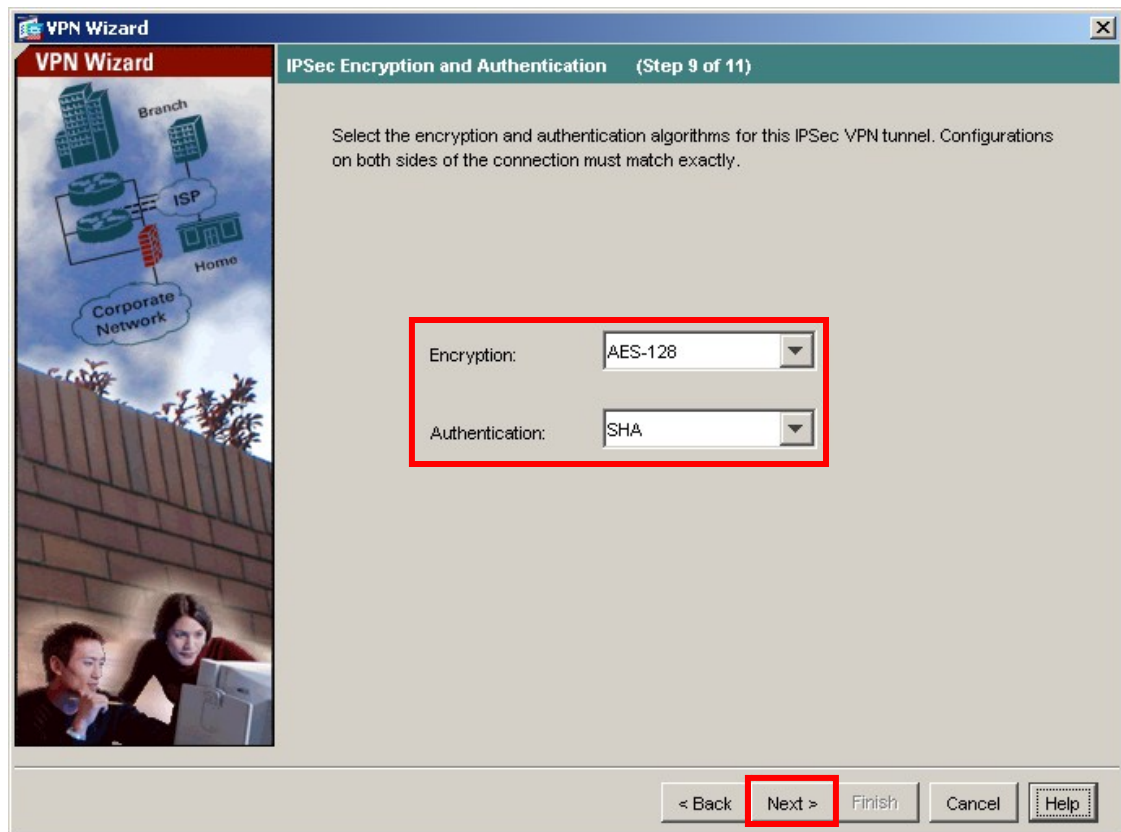 VPN Wizard
VPN Wizard
IPSec Encryption and Authentication (Step 9 of 11)
Branch
ISP
Home
Corporate
Network
Select the encryption and authentication algorithms for this IPSec VPN tunnel. Configurations
on both sides of the connection must match exactly.
Encryption: AES-128
Authentication: SHA
< Back Next > Finish Cancel Help